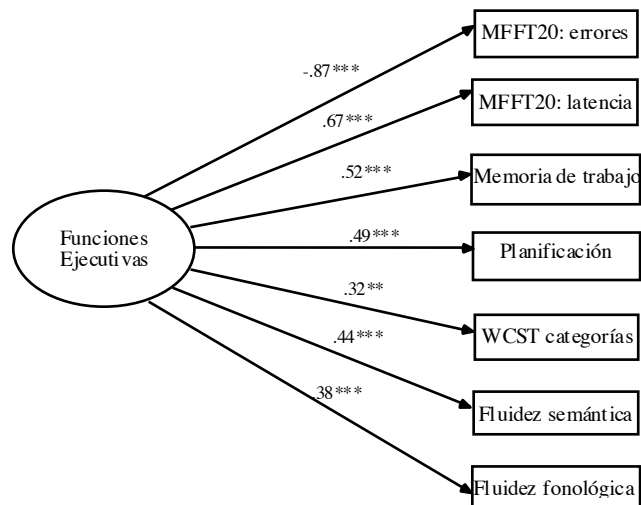 MFFT20: errores
-.87***
MFFT20: latencia
.67***
Memoria de trabajo
.52***
Funciones
Ejecutivas
.49***
Planificación
.32**
WCST categorías
.44***
Fluidez semántica
.38***
Fluidez fonológica